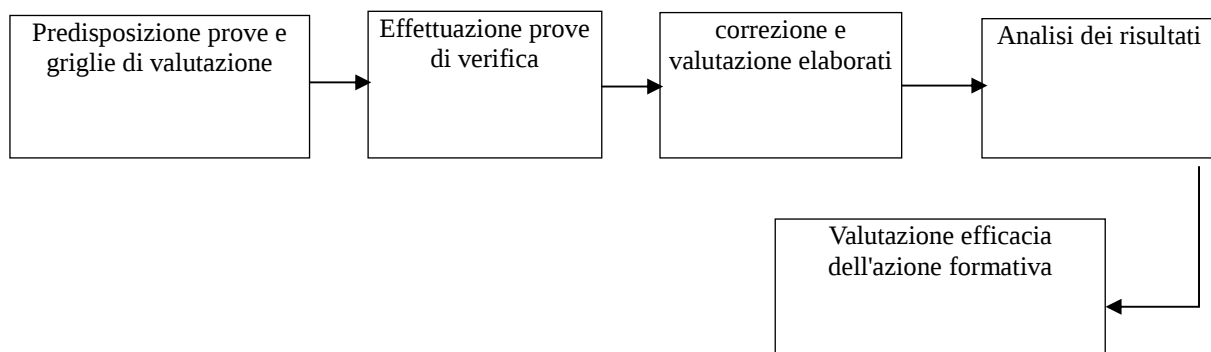 Predisposizione prove e
griglie di valutazione
Effettuazione prove
di verifica
correzione e
valutazione elaborati
Analisi dei risultati
Valutazione efficacia
dell'azione formativa